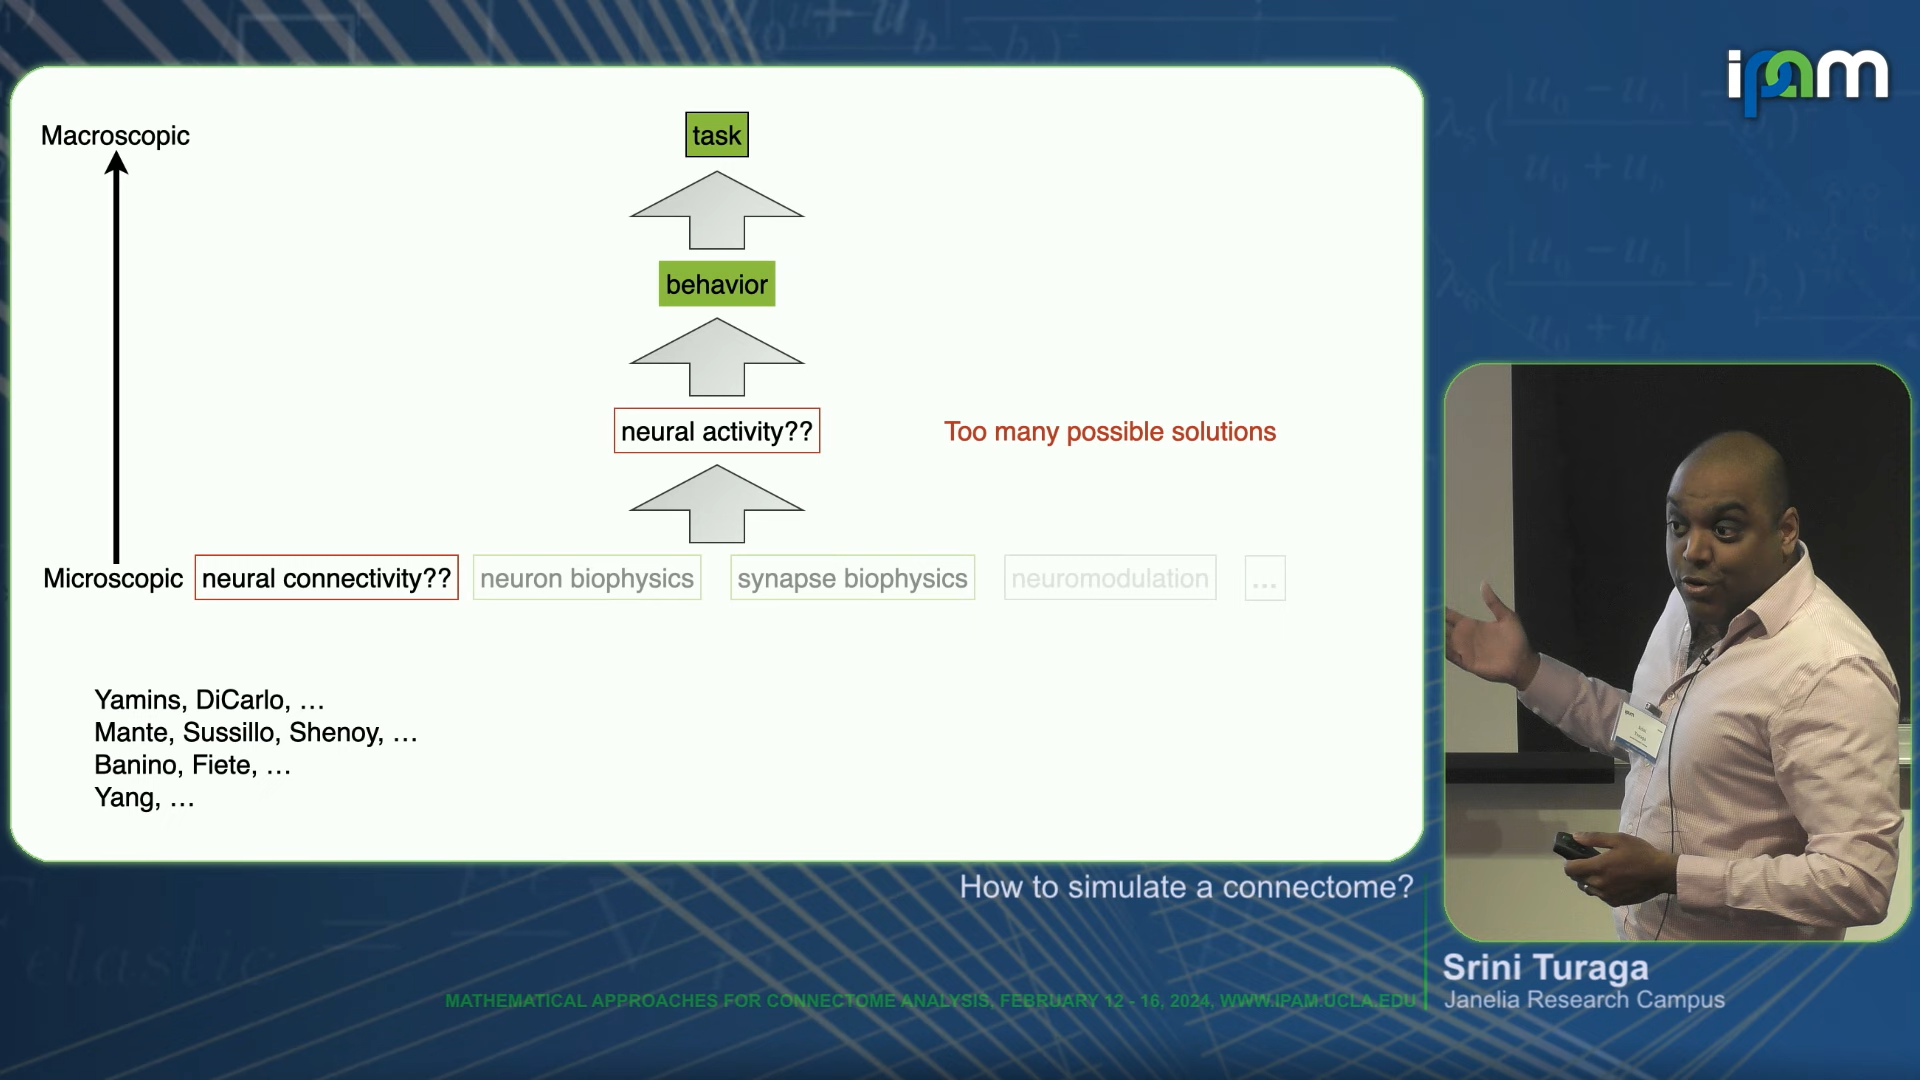 ipam
Macroscopic
task
behavior
neural activity??
Too many possible solutions
Microscopic
neural connectivity??
neuron biophysics
synapse biophysics
neuromodulation
...
Yamins, DiCarlo, ...
Mante, Sussillo, Shenoy, ...
Banino, Fiete, ...
Yang, ...
How to simulate a connectome?
Srini Turaga
Janelia Research Campus
MATHEMATICAL APPROACHES FOR CONNECTOME ANALYSIS, FEBRUARY 12 - 16, 2024, WWW.IPAM.UCLA.EDU
elastic